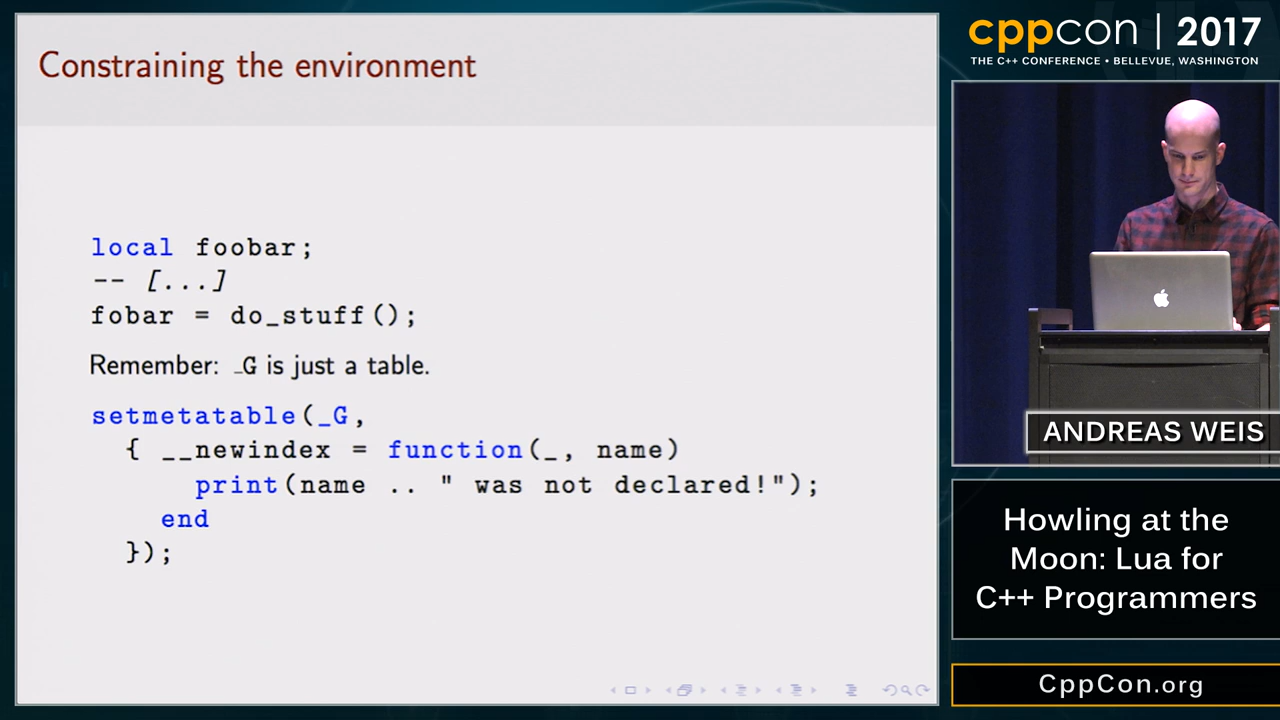 Constraining the environment
local foobar;
-- [...]
fobar = do_stuff();
Remember: _G is just a table.
setmetatable(_G,
{ __newindex = function(_, name)
print(name .. " was not declared!");
end
});
cppcon | 2017
THE C++ CONFERENCE • BELLEVUE, WASHINGTON
ANDREAS WEIS
Howling at the
Moon: Lua for
C++ Programmers
CppCon.org